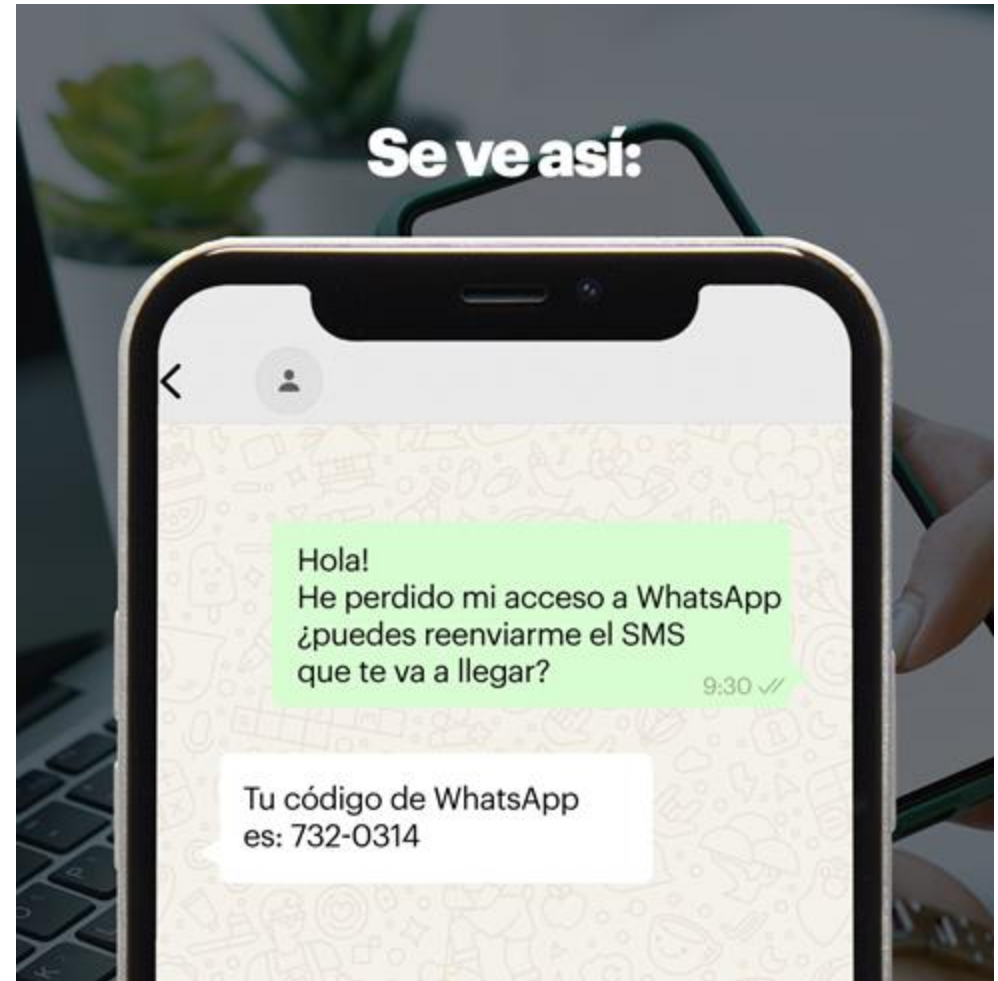 Se ve así:
Hola!
He perdido mi acceso a WhatsApp
¿puedes reenviarme el SMS
que te va a llegar?
9:30
Tu código de WhatsApp
es: 732-0314